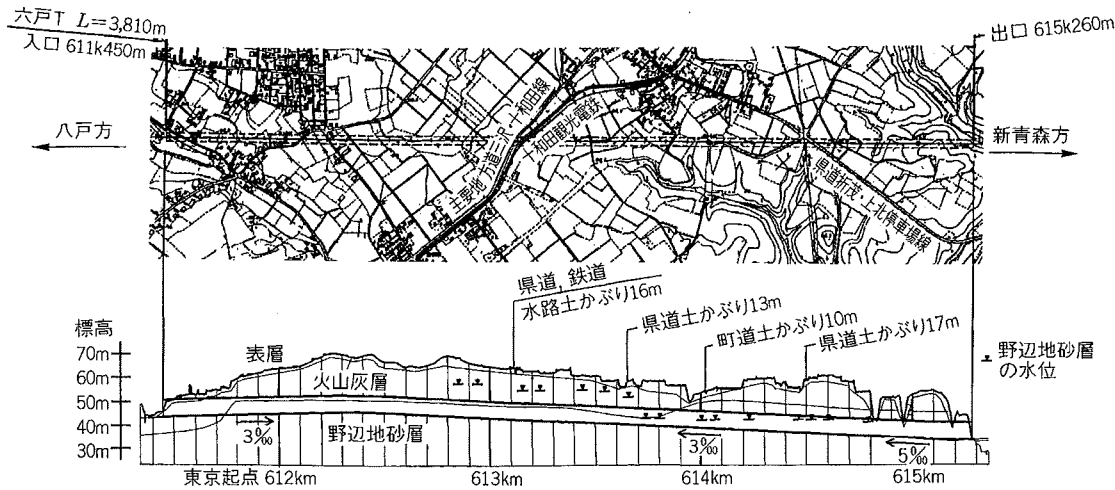 六戸T L=3,810m
入口 611k450m
出口 615k260m
八戸方
新青森方
主要地方道三沢・十和田線
十和田観光電鉄
県道折茂・上北停車場線
県道, 鉄道
水路土かぶり16m
県道土かぶり13m
町道土かぶり10m
県道土かぶり17m
標高
70m
60m
50m
40m
30m
表層
火山灰層
野辺地砂層
野辺地砂層
の水位
3‰
3‰
5‰
東京起点 612km
613km
614km
615km